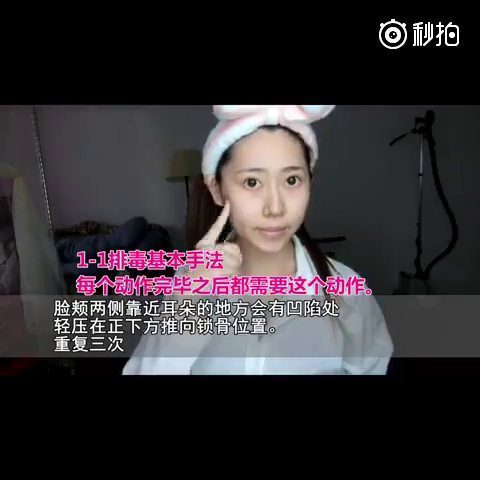 秒拍
1-1排毒基本手法
每个动作完毕之后都需要这个动作。
脸颊两侧靠近耳朵的地方会有凹陷处
轻压在正下方推向锁骨位置。
重复三次